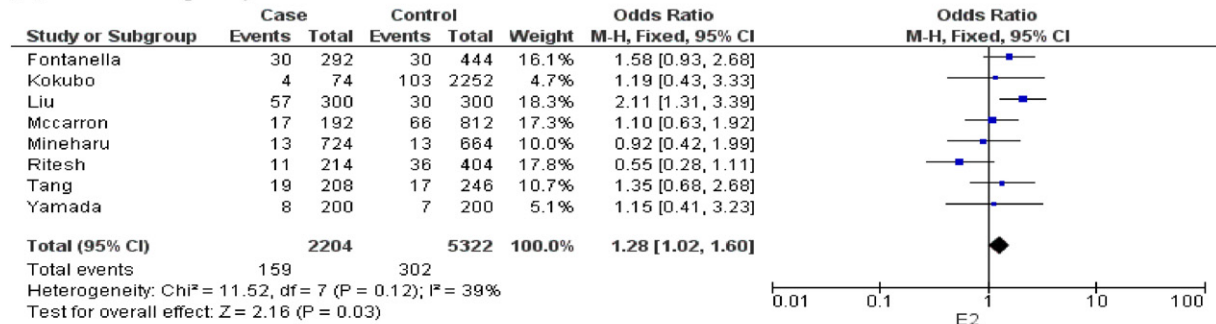 Case Control Odds Ratio Odds Ratio
Study or Subgroup Events Total Events Total Weight M-H, Fixed, 95% CI M-H, Fixed, 95% CI
Fontanella 30 292 30 444 16.1% 1.58 [0.93, 2.68]
Kokubo 4 74 103 2252 4.7% 1.19 [0.43, 3.33]
Liu 57 300 30 300 18.3% 2.11 [1.31, 3.39]
Mccarron 17 192 66 812 17.3% 1.10 [0.63, 1.92]
Mineharu 13 724 13 664 10.0% 0.92 [0.42, 1.99]
Ritesh 11 214 36 404 17.8% 0.55 [0.28, 1.11]
Tang 19 208 17 246 10.7% 1.35 [0.68, 2.68]
Yamada 8 200 7 200 5.1% 1.15 [0.41, 3.23]
Total (95% CI) 2204 5322 100.0% 1.28 [1.02, 1.60]
Total events 159 302
Heterogeneity: Chi² = 11.52, df = 7 (P = 0.12); I² = 39%
Test for overall effect: Z = 2.16 (P = 0.03)
0.01 0.1 1 10 100
E2